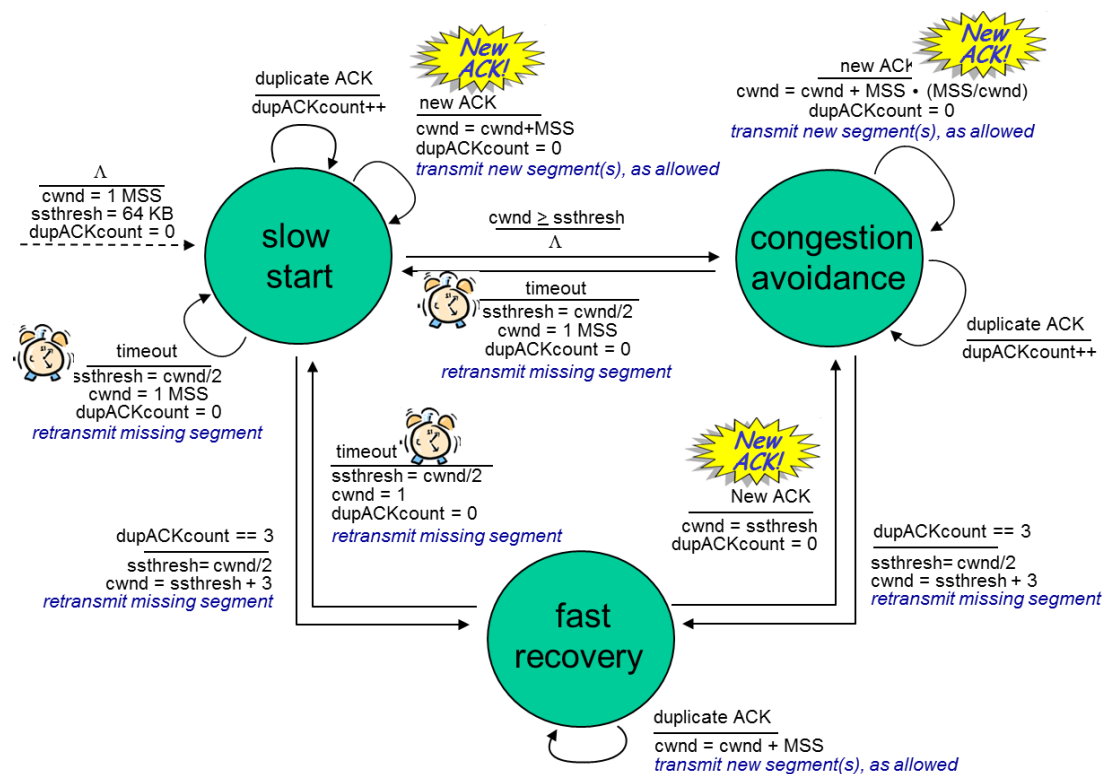 New
ACK!
duplicate ACK
dupACKcount++
new ACK
cwnd = cwnd+MSS
dupACKcount = 0
transmit new segment(s), as allowed
New
ACK!
new ACK
cwnd = cwnd + MSS • (MSS/cwnd)
dupACKcount = 0
transmit new segment(s), as allowed
Λ
cwnd = 1 MSS
ssthresh = 64 KB
dupACKcount = 0
slow
start
cwnd ≥ ssthresh
Λ
congestion
avoidance
timeout
ssthresh = cwnd/2
cwnd = 1 MSS
dupACKcount = 0
retransmit missing segment
duplicate ACK
dupACKcount++
timeout
ssthresh = cwnd/2
cwnd = 1 MSS
dupACKcount = 0
retransmit missing segment
timeout
ssthresh = cwnd/2
cwnd = 1
dupACKcount = 0
retransmit missing segment
New
ACK!
New ACK
cwnd = ssthresh
dupACKcount = 0
dupACKcount == 3
ssthresh= cwnd/2
cwnd = ssthresh + 3
retransmit missing segment
dupACKcount == 3
ssthresh= cwnd/2
cwnd = ssthresh + 3
retransmit missing segment
fast
recovery
duplicate ACK
cwnd = cwnd + MSS
transmit new segment(s), as allowed